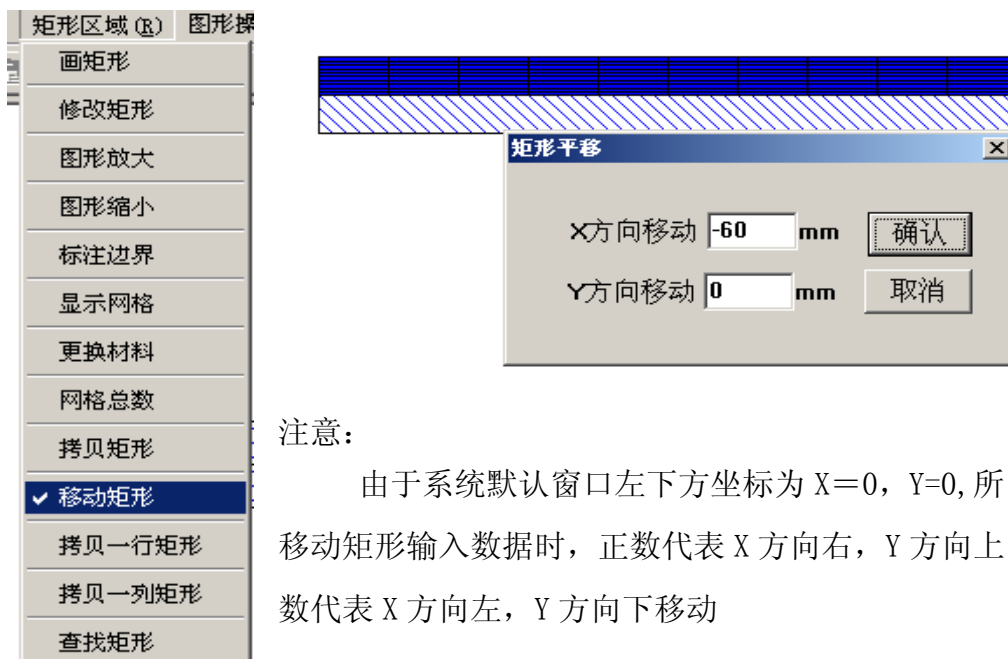 矩形区域(R) 图形操
画矩形
修改矩形
图形放大
图形缩小
标注边界
显示网格
更换材料
网格总数
拷贝矩形
移动矩形
拷贝一行矩形
拷贝一列矩形
查找矩形
矩形平移
X方向移动 -60 mm 确认
Y方向移动 0 mm 取消
注意：
由于系统默认窗口左下方坐标为 X＝0，Y=0,所
移动矩形输入数据时，正数代表 X 方向右，Y 方向上
数代表 X 方向左，Y 方向下移动